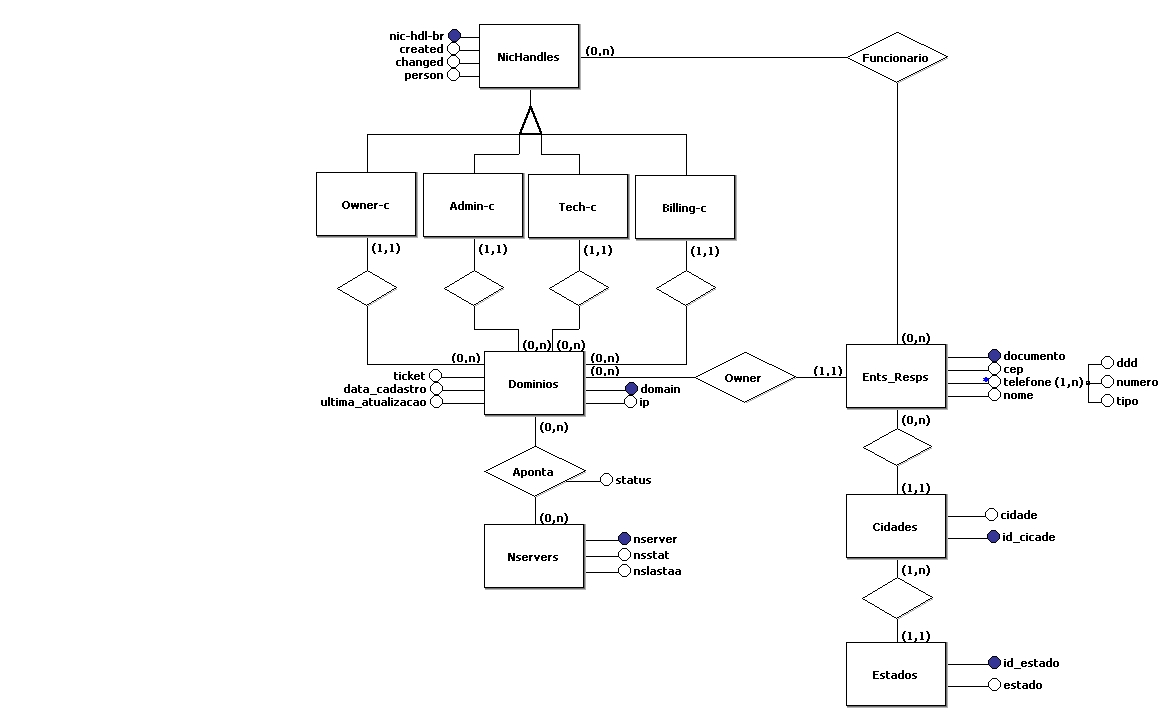 nic-hdl-br
created
changed
person
NicHandles
(0,n)
Funcionario
Owner-c
Admin-c
Tech-c
Billing-c
(1,1)
(1,1)
(1,1)
(1,1)
(0,n)
(0,n)
(0,n)
(0,n)
(0,n)
(0,n)
ticket
data_cadastro
ultima_atualizacao
Dominios
domain
ip
Owner
(1,1)
Ents_Resps
documento
cep
* telefone (1,n)
nome
ddd
numero
tipo
(0,n)
(0,n)
Aponta
status
(0,n)
(1,1)
Nservers
nserver
nsstat
nslastaa
Cidades
cidade
id_cicade
(1,n)
(1,1)
Estados
id_estado
estado